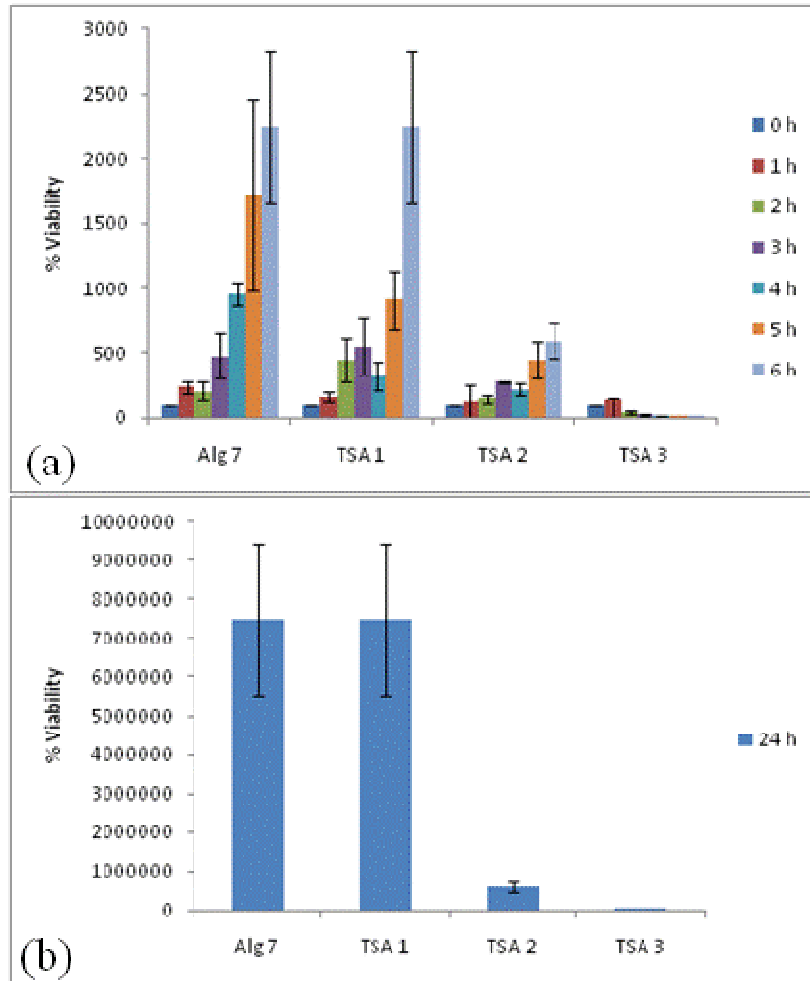 3000
2500
2000
1500
1000
500
0
% Viability
Alg 7
TSA 1
TSA 2
TSA 3
0 h
1 h
2 h
3 h
4 h
5 h
6 h
(a)
10000000
9000000
8000000
7000000
6000000
5000000
4000000
3000000
2000000
1000000
0
% Viability
Alg 7
TSA 1
TSA 2
TSA 3
24 h
(b)